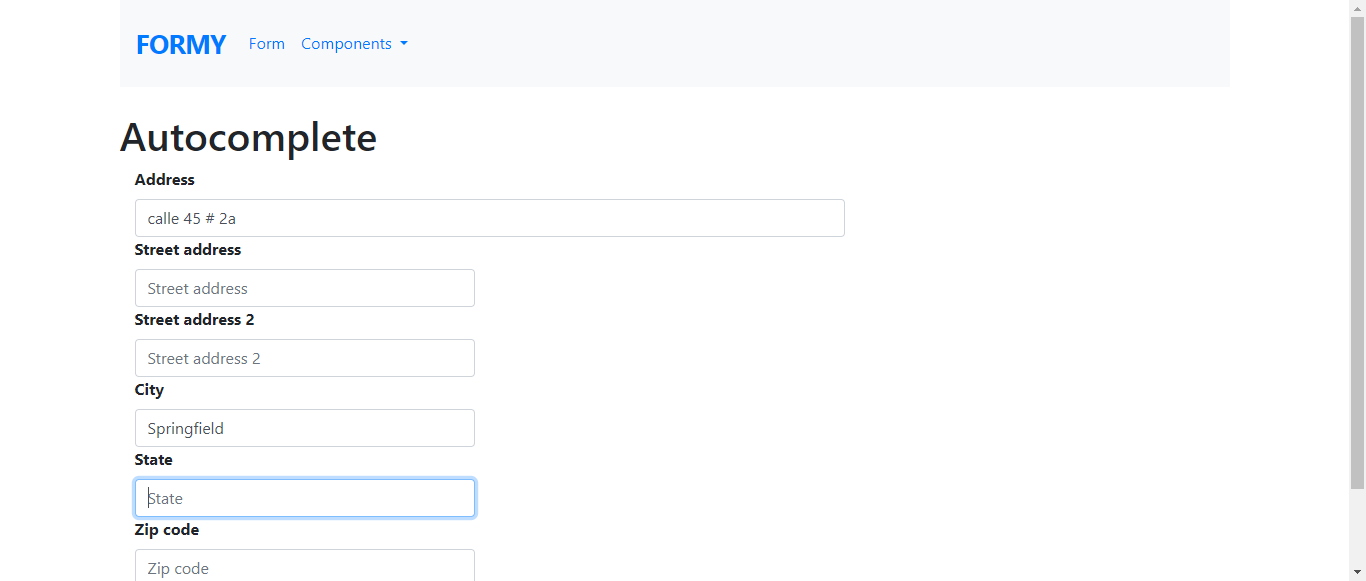 FORMY Form Components
Autocomplete
Address
calle 45 # 2a
Street address
Street address
Street address 2
Street address 2
City
Springfield
State
State
Zip code
Zip code